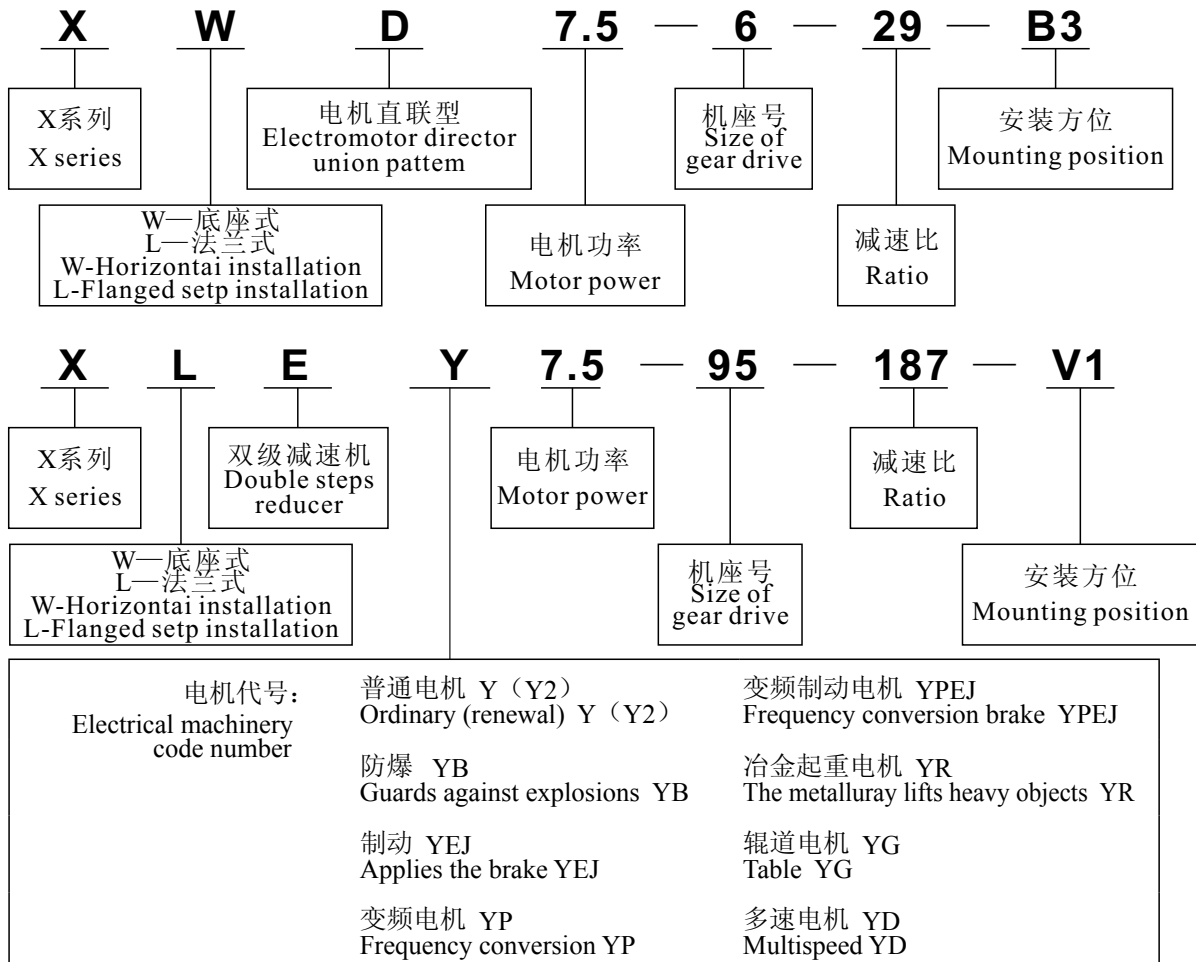 X W D 7.5 — 6 — 29 — B3
X系列
X series
电机直联型
Electromotor director
union pattem
机座号
Size of
gear drive
安装方位
Mounting position
W—底座式
L—法兰式
W-Horizontai installation
L-Flanged setp installation
电机功率
Motor power
减速比
Ratio
X L E Y 7.5 — 95 — 187 — V1
X系列
X series
双级减速机
Double steps
reducer
电机功率
Motor power
减速比
Ratio
W—底座式
L—法兰式
W-Horizontai installation
L-Flanged setp installation
机座号
Size of
gear drive
安装方位
Mounting position
电机代号：
Electrical machinery
code number
普通电机 Y（Y2）
Ordinary (renewal) Y（Y2）
防爆 YB
Guards against explosions YB
制动 YEJ
Applies the brake YEJ
变频电机 YP
Frequency conversion YP
变频制动电机 YPEJ
Frequency conversion brake YPEJ
冶金起重电机 YR
The metalluray lifts heavy objects YR
辊道电机 YG
Table YG
多速电机 YD
Multispeed YD